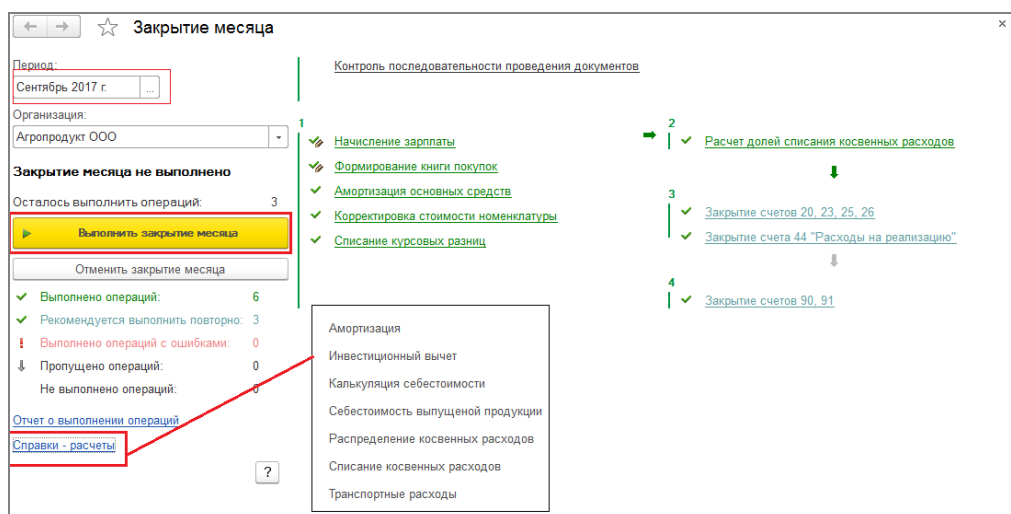 Закрытие месяца
Период:
Сентябрь 2017 г.
...
Организация:
Агропродукт ООО
Закрытие месяца не выполнено
Осталось выполнить операций: 3
Выполнить закрытие месяца
Отменить закрытие месяца
Выполнено операций: 6
Рекомендуется выполнить повторно: 3
Выполнено операций с ошибками: 0
Пропущено операций: 0
Не выполнено операций: 0
Отчет о выполнении операций
Справки - расчеты
?
Контроль последовательности проведения документов
1
Начисление зарплаты
Формирование книги покупок
Амортизация основных средств
Корректировка стоимости номенклатуры
Списание курсовых разниц
2
Расчет долей списания косвенных расходов
3
Закрытие счетов 20, 23, 25, 26
Закрытие счета 44 "Расходы на реализацию"
4
Закрытие счетов 90, 91
Амортизация
Инвестиционный вычет
Калькуляция себестоимости
Себестоимость выпущеной продукции
Распределение косвенных расходов
Списание косвенных расходов
Транспортные расходы